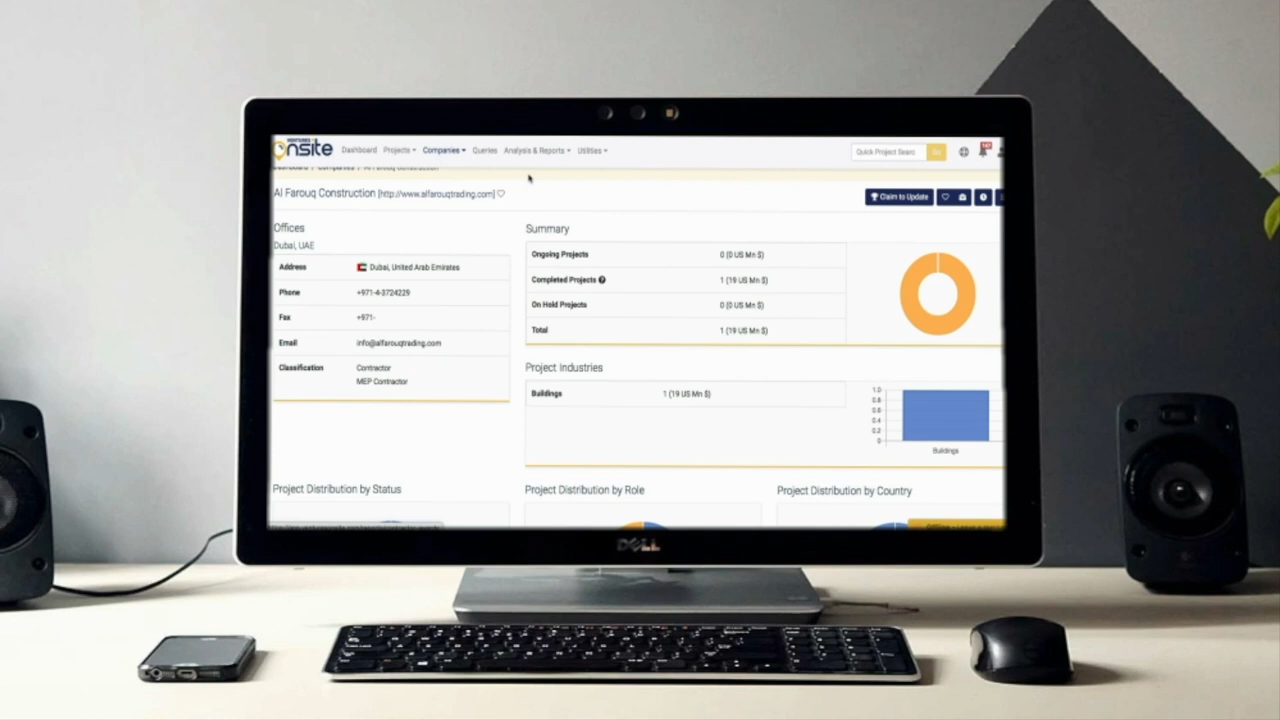 VENTURES
Onsite
Dashboard Projects Companies Queries Analysis & Reports Utilities
Quick Project Searc
Go
Al Farouq Construction [http://www.alfarouqtrading.com]
Claim to Update
Offices
Dubai, UAE
Address Dubai, United Arab Emirates
Phone +971-4-3724229
Fax +971-
Email info@alfarouqtrading.com
Classification Contractor
MEP Contractor
Summary
Ongoing Projects 0 (0 US Mn $)
Completed Projects 1 (19 US Mn $)
On Hold Projects 0 (0 US Mn $)
Total 1 (19 US Mn $)
Project Industries
Buildings 1 (19 US Mn $)
1.0
0.8
0.6
0.4
0.2
0
Buildings
Project Distribution by Status
Project Distribution by Role
Project Distribution by Country
DELL